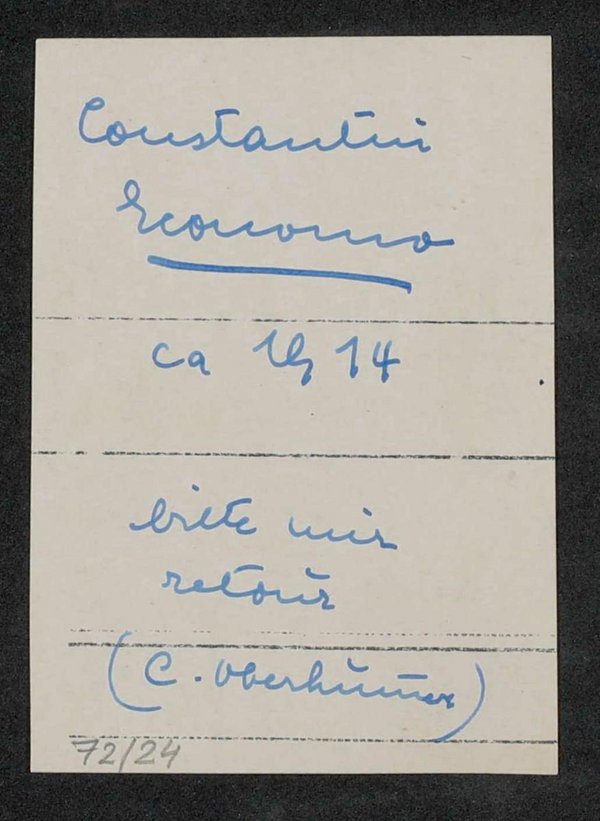 Constantin
Economo
ca 1914
bitte mir
retour
(C. Oberhummer)
72/24